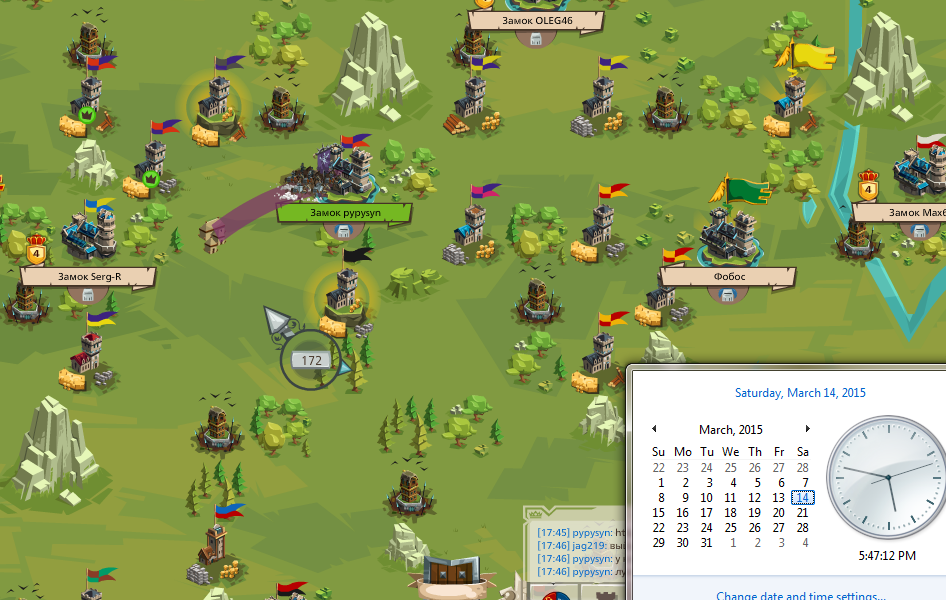 Замок OLEG46
4
Замок Max
Замок pypysyn
4
Замок Serg-R
Фобос
172
Saturday, March 14, 2015
March, 2015
Su Mo Tu We Th Fr Sa
22 23 24 25 26 27 28
1 2 3 4 5 6 7
8 9 10 11 12 13 14
15 16 17 18 19 20 21
22 23 24 25 26 27 28
29 30 31 1 2 3 4
5:47:12 PM
Change date and time settings...
[17:45] pypysyn: ht
[17:46] jag219: вы
[17:46] pypysyn: у
[17:46] pypysyn: лу